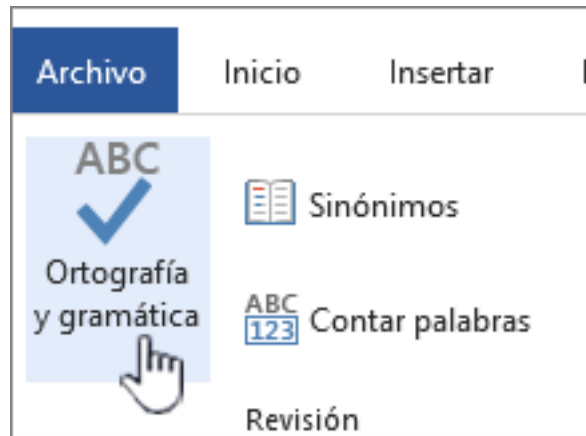 Archivo Inicio Insertar
ABC
Ortografía
y gramática
Sinónimos
ABC
123 Contar palabras
Revisión